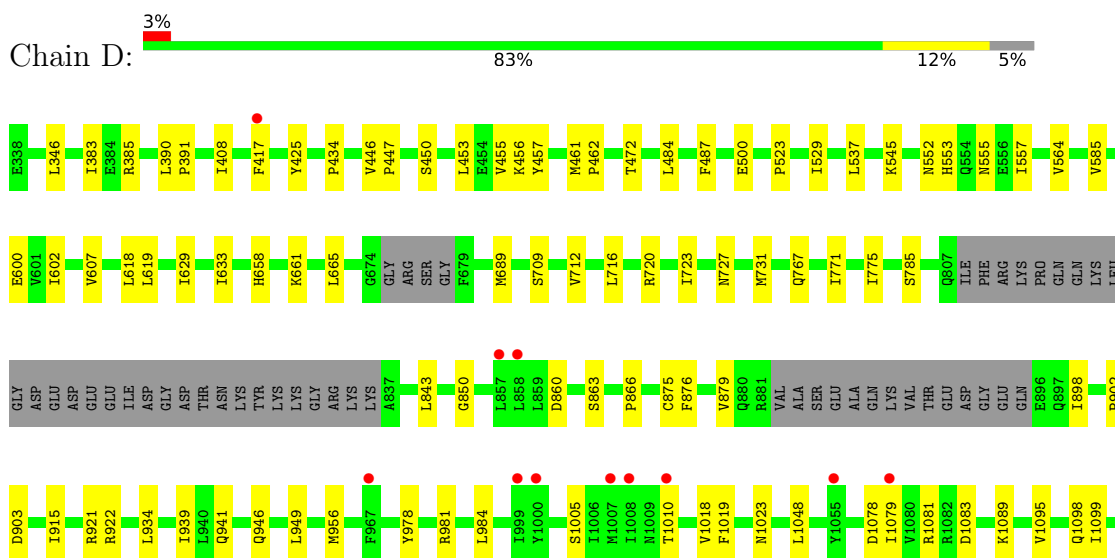 3%
Chain D:
83% 12% 5%
E338 L346 I383 E384 R385 L390 P391 I408 F417 Y425 P434 V446 P447 S450 L453 E454 V455 K456 Y457 M461 P462 T472 L484 F487 E500 P523 I529 L537 K545 N552 H553 Q554 N555 E556 I557 V564 V585
E600 V601 I602 V607 L618 L619 I629 I633 H658 K661 L665 G674 GLY ARG SER GLY F679 M689 S709 V712 L716 R720 I723 N727 M731 Q767 I771 I775 S785 Q807 ILE PHE ARG LYS PRO GLN GLN LYS LEU
GLY ASP GLU ASP GLU GLU ILE ASP GLY ASP THR ASN LYS TYR LYS LYS GLY ARG LYS LYS A837 L843 G850 L857 L858 L859 D860 S863 P866 C875 F876 V879 Q880 R881 VAL ALA SER GLU ALA GLN LYS VAL THR GLU ASP GLY GLU GLU GLN E896 Q897 I898
D903 I915 R921 R922 L934 I939 L940 Q941 Q946 L949 M956 F967 Y978 R981 L984 I999 Y1000 S1005 I1006 M1007 I1008 N1009 T1010 V1018 F1019 N1023 L1048 Y1055 D1078 I1079 V1080 R1081 R1082 D1083 K1089 V1095 Q1098 I1099